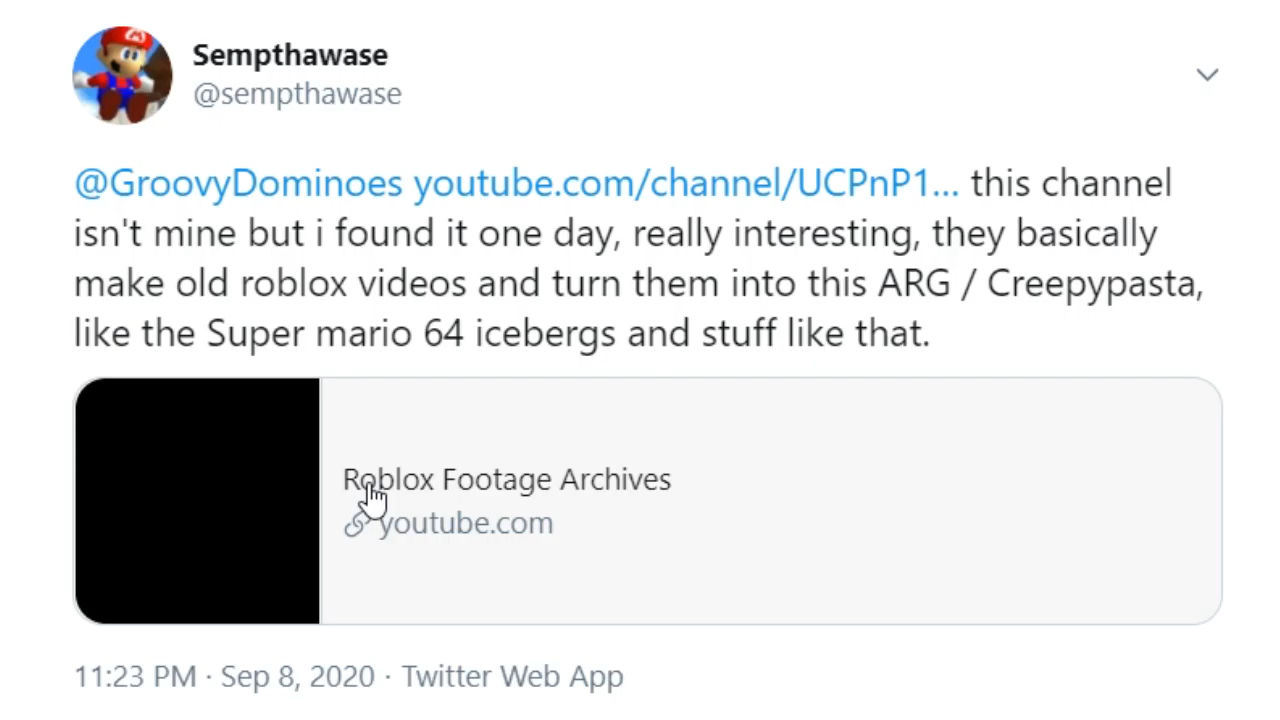 Sempthawase
@sempthawase
@GroovyDominoes youtube.com/channel/UCPnP1... this channel
isn't mine but i found it one day, really interesting, they basically
make old roblox videos and turn them into this ARG / Creepypasta,
like the Super mario 64 icebergs and stuff like that.
Roblox Footage Archives
youtube.com
11:23 PM · Sep 8, 2020 · Twitter Web App